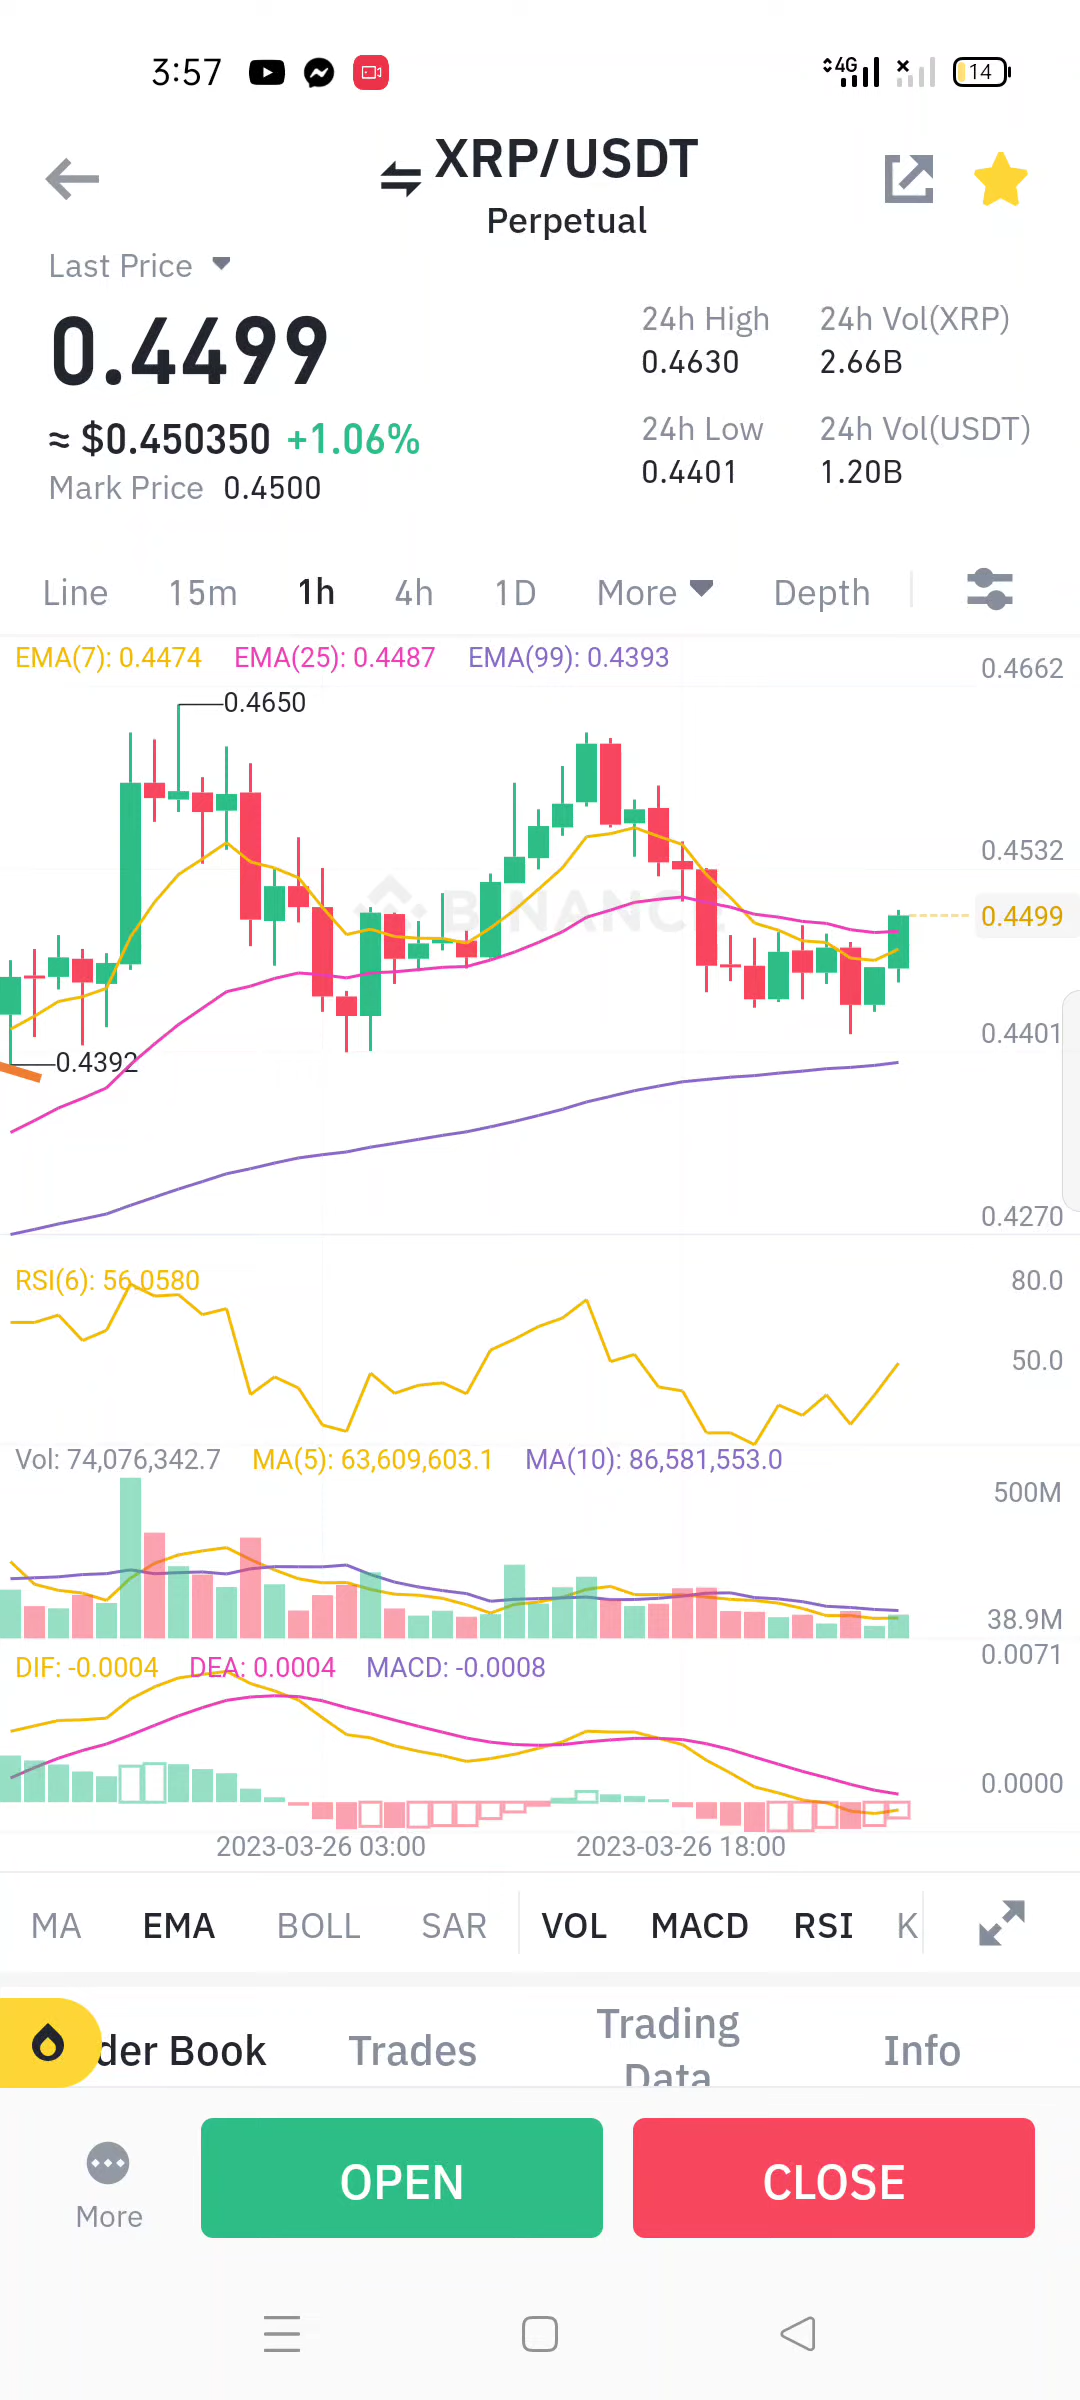 3:57
4G
14
XRP/USDT
Perpetual
Last Price
0.4499
≈ $0.450350 +1.06%
Mark Price 0.4500
24h High
0.4630
24h Vol(XRP)
2.66B
24h Low
0.4401
24h Vol(USDT)
1.20B
Line 15m 1h 4h 1D More Depth
EMA(7): 0.4474 EMA(25): 0.4487 EMA(99): 0.4393
0.4662
0.4650
0.4532
BINANCE
0.4499
0.4401
0.4392
0.4270
RSI(6): 56.0580
80.0
50.0
Vol: 74,076,342.7 MA(5): 63,609,603.1 MA(10): 86,581,553.0
500M
38.9M
0.0071
DIF: -0.0004 DEA: 0.0004 MACD: -0.0008
0.0000
2023-03-26 03:00 2023-03-26 18:00
MA EMA BOLL SAR VOL MACD RSI K
der Book Trades Trading Data Info
More
OPEN
CLOSE